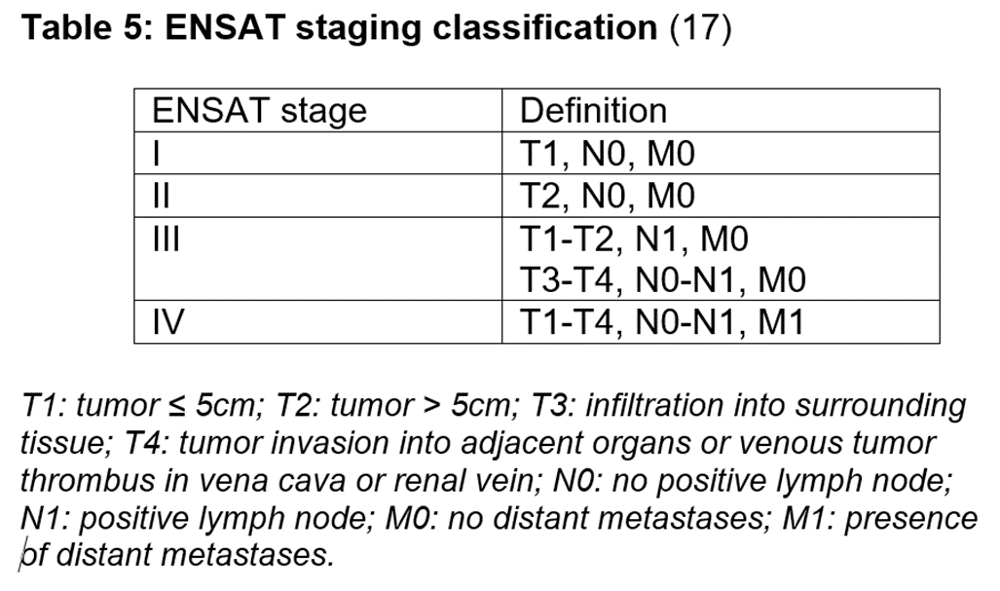 Table 5: ENSAT staging classification (17)
ENSAT stage Definition
I T1, N0, M0
II T2, N0, M0
III T1-T2, N1, M0
T3-T4, N0-N1, M0
IV T1-T4, N0-N1, M1
T1: tumor ≤ 5cm; T2: tumor > 5cm; T3: infiltration into surrounding
tissue; T4: tumor invasion into adjacent organs or venous tumor
thrombus in vena cava or renal vein; N0: no positive lymph node;
N1: positive lymph node; M0: no distant metastases; M1: presence
of distant metastases.